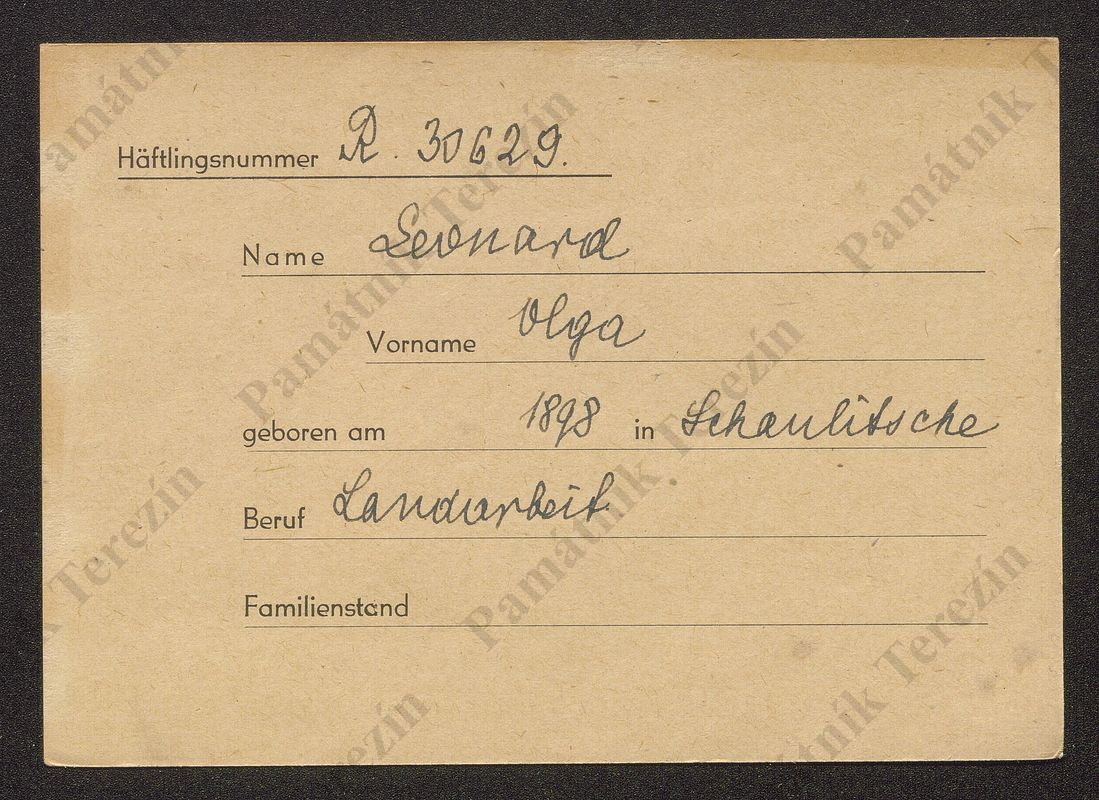 Häftlingsnummer R. 30629.
Name Leonard
Vorname Olga
geboren am 1898 in Schaulitsche
Beruf Landarbeit.
Familienstand
Památník Terezín